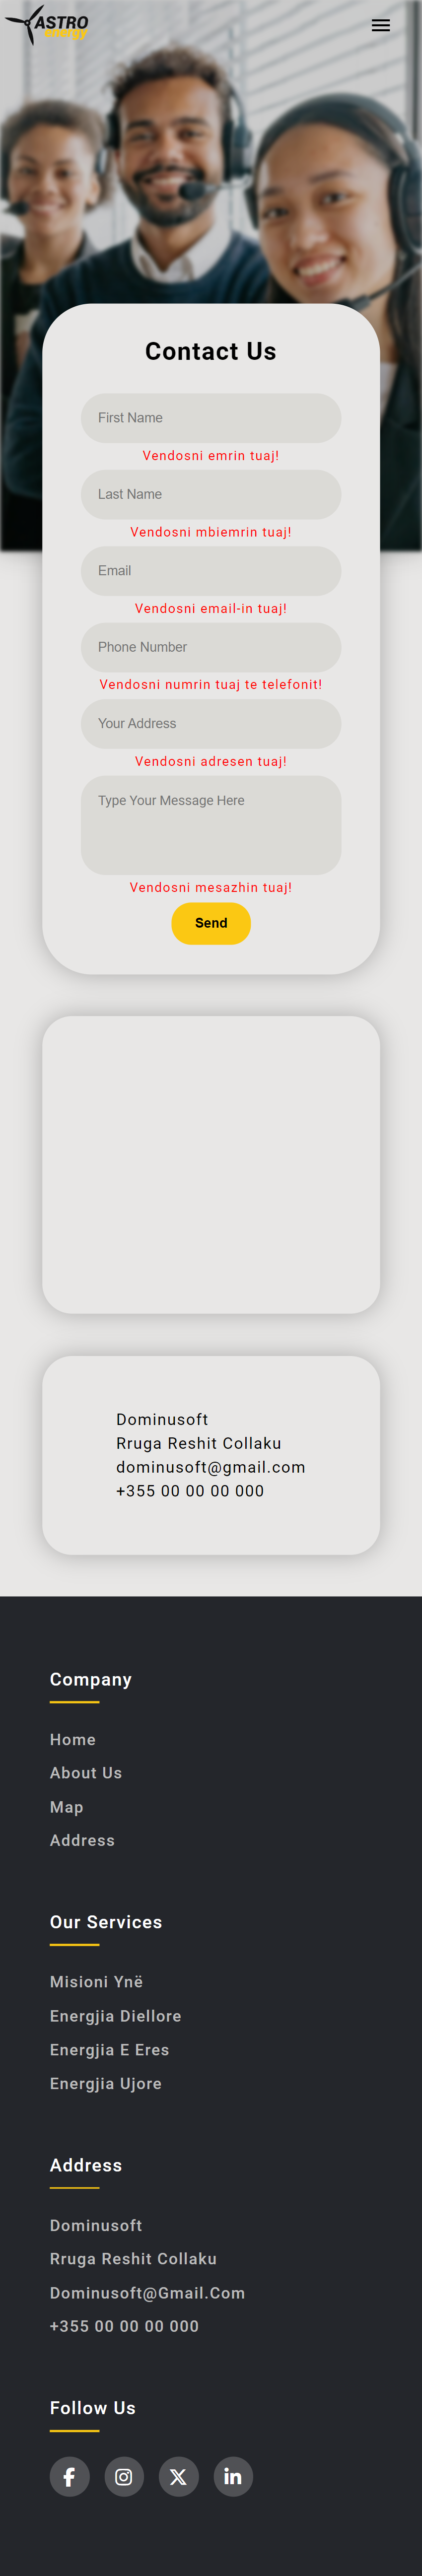 ASTRO
energy
Contact Us
First Name
Vendosni emrin tuaj!
Last Name
Vendosni mbiemrin tuaj!
Email
Vendosni email-in tuaj!
Phone Number
Vendosni numrin tuaj te telefonit!
Your Address
Vendosni adresen tuaj!
Type Your Message Here
Vendosni mesazhin tuaj!
Send
Dominusoft
Rruga Reshit Collaku
dominusoft@gmail.com
+355 00 00 00 000
Company
Home
About Us
Map
Address
Our Services
Misioni Ynë
Energjia Diellore
Energjia E Eres
Energjia Ujore
Address
Dominusoft
Rruga Reshit Collaku
Dominusoft@Gmail.Com
+355 00 00 00 000
Follow Us